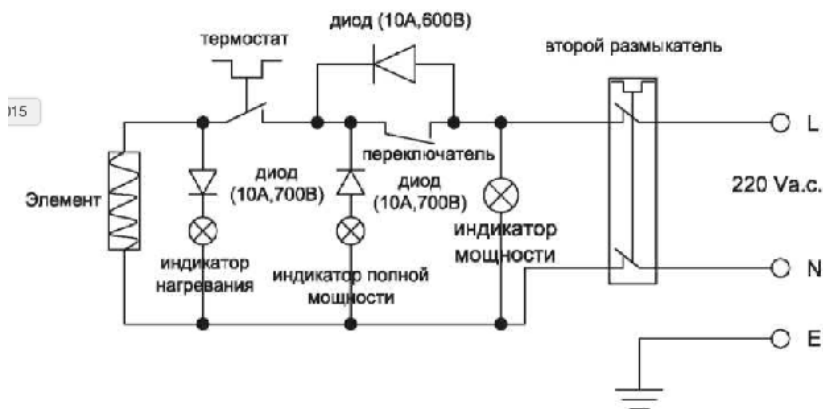 диод (10А,600В)
термостат
второй размыкатель
015
L
переключатель
диод
(10А,700В)
диод
(10А,700В)
220 Va.c.
Элемент
индикатор
мощности
индикатор
нагревания
индикатор полной
мощности
N
E